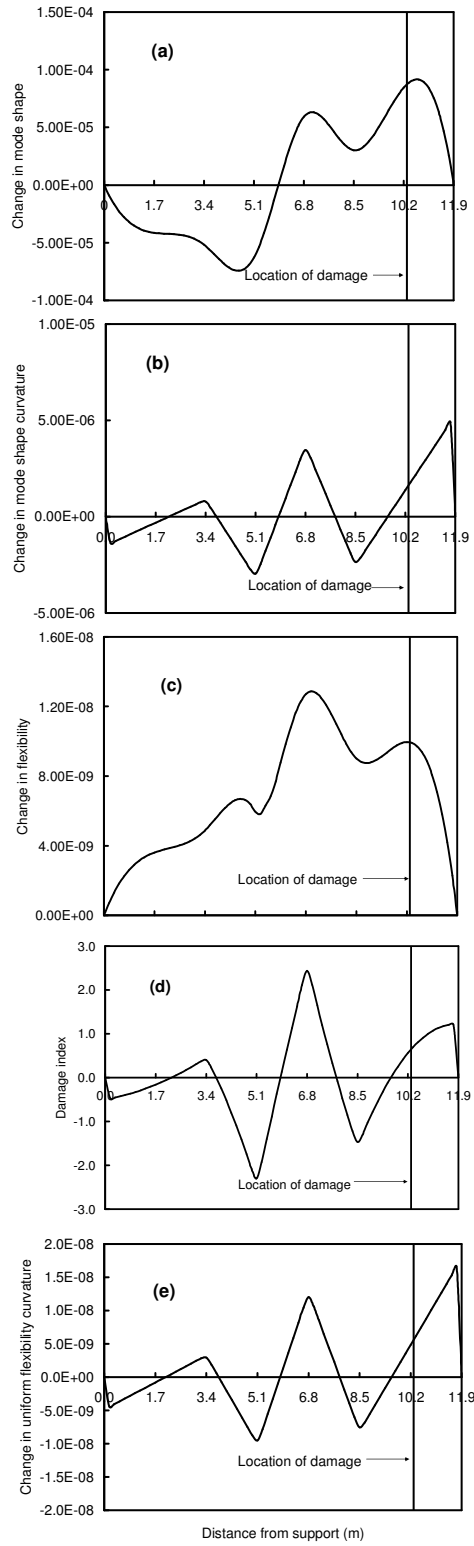 1.50E-04
(a)
1.00E-04
5.00E-05
0.00E+00
0 1.7 3.4 5.1 6.8 8.5 10.2 11.9
-5.00E-05
Location of damage
-1.00E-04
Change in mode shape
1.00E-05
(b)
5.00E-06
0.00E+00
0 1.7 3.4 5.1 6.8 8.5 10.2 11.9
Location of damage
-5.00E-06
Change in mode shape curvature
1.60E-08
(c)
1.20E-08
8.00E-09
4.00E-09
Location of damage
0.00E+00
Change in flexibility
3.0
(d)
2.0
1.0
0.0
0.0 1.7 3.4 5.1 6.8 8.5 10.2 11.9
-1.0
-2.0
Location of damage
-3.0
Damage index
2.0E-08
1.5E-08
(e)
1.0E-08
5.0E-09
0.0E+00
0.0 1.7 3.4 5.1 6.8 8.5 10.2 11.9
-5.0E-09
-1.0E-08
Location of damage
-1.5E-08
-2.0E-08
Change in uniform flexibility curvature
Distance from support (m)